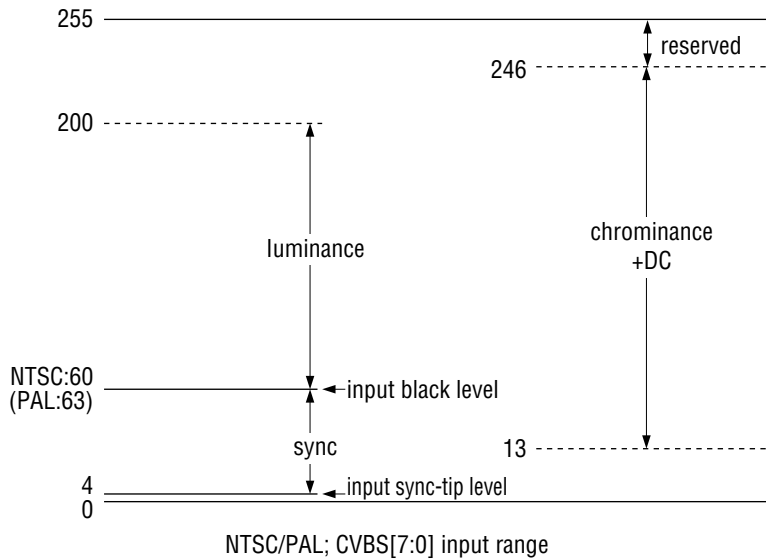 255
reserved
246
200
luminance
chrominance
+DC
NTSC:60
(PAL:63)
input black level
sync
13
4
input sync-tip level
0
NTSC/PAL; CVBS[7:0] input range